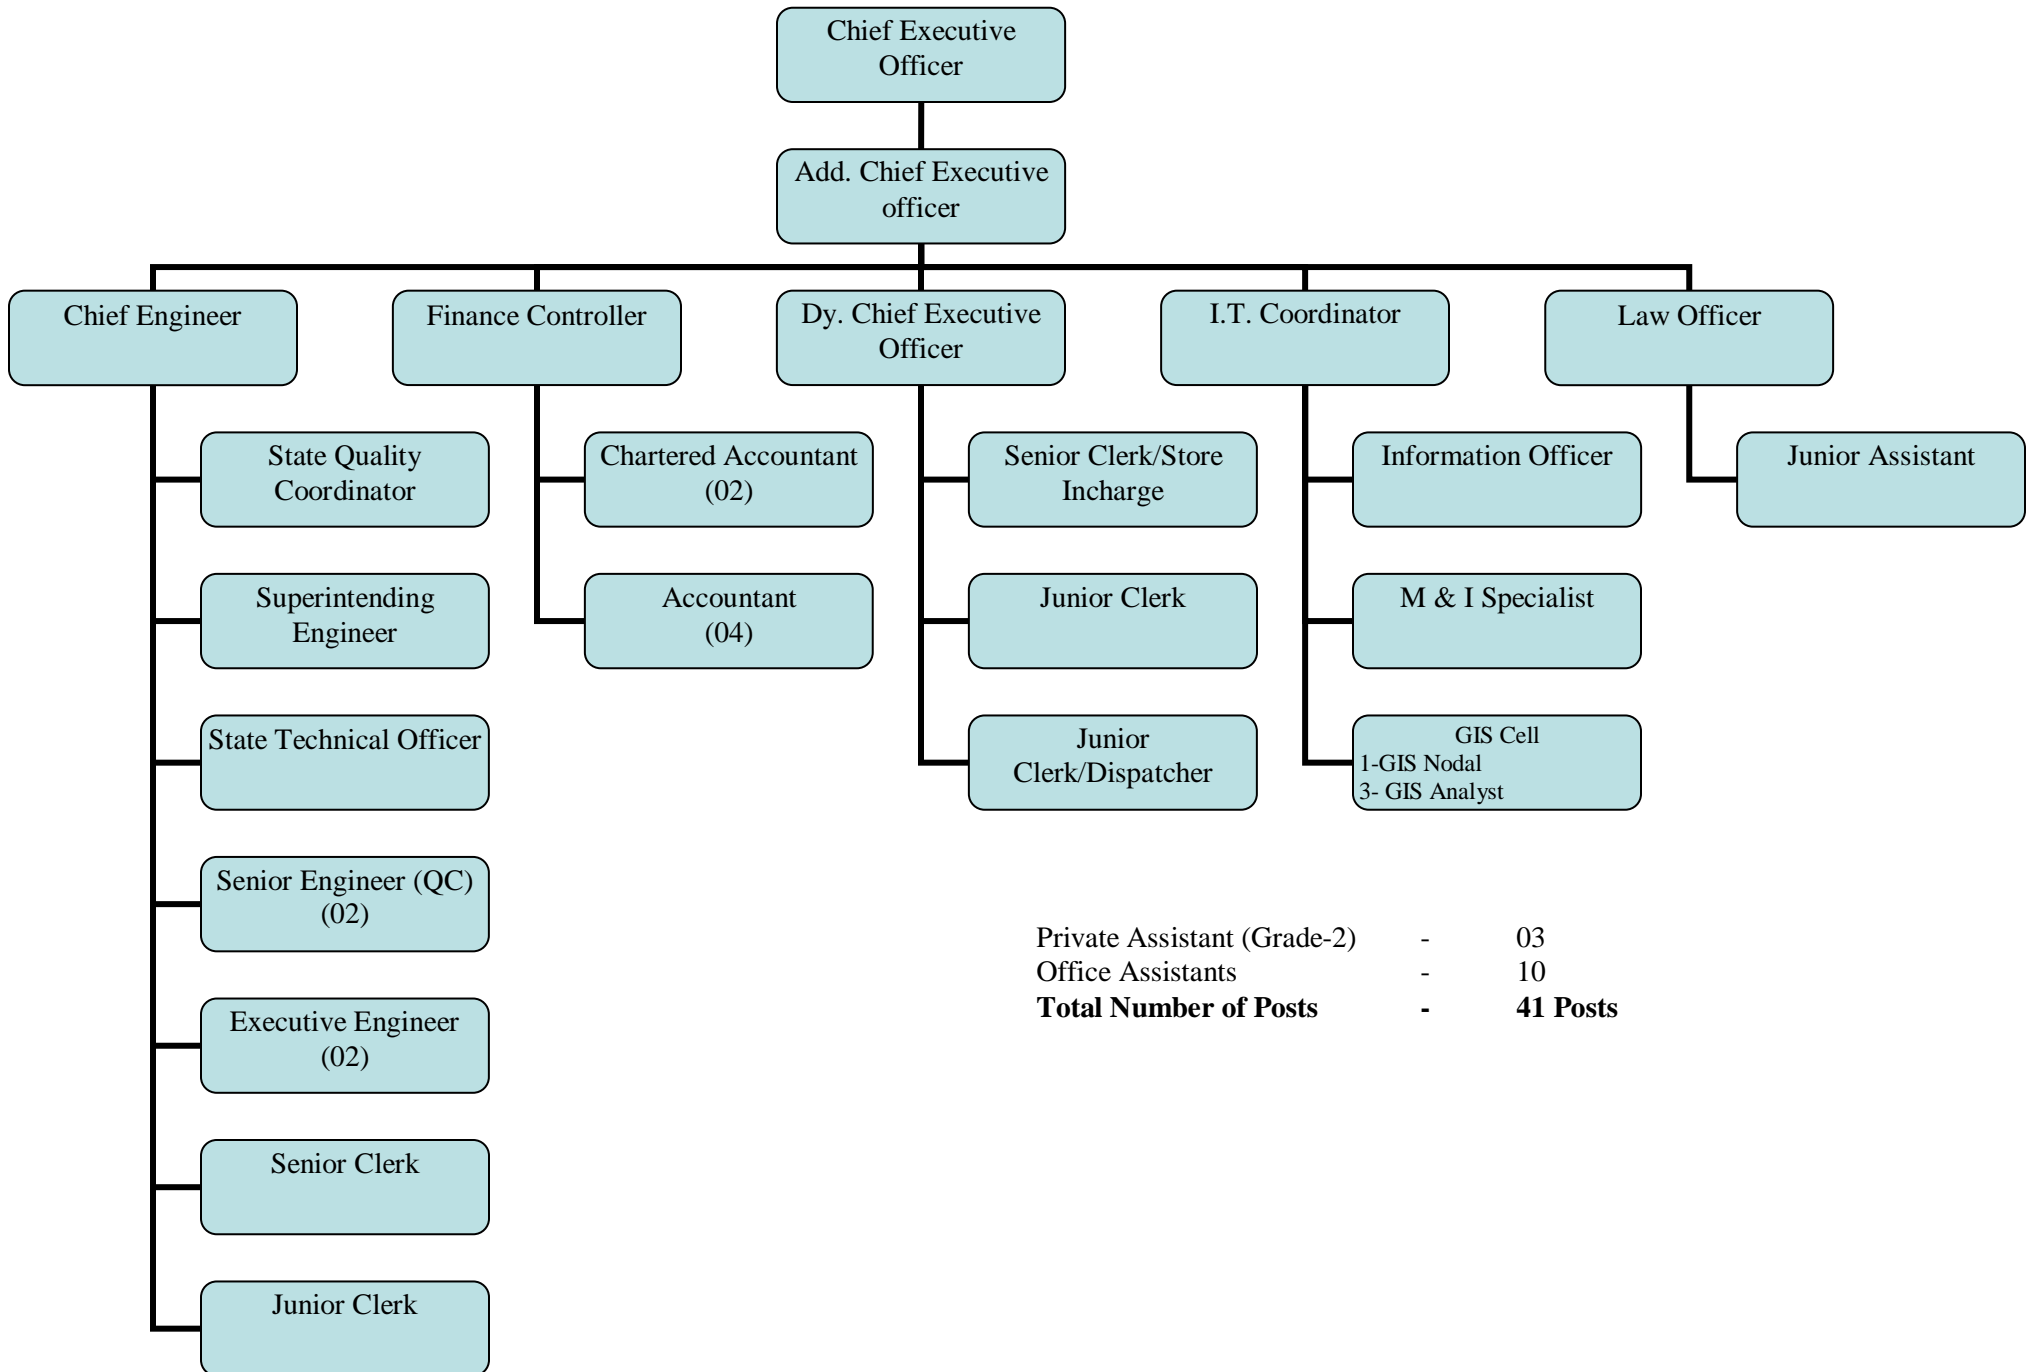 Chief Executive
Officer
Add. Chief Executive
officer
Chief Engineer
Finance Controller
Dy. Chief Executive
Officer
I.T. Coordinator
Law Officer
State Quality
Coordinator
Superintending
Engineer
State Technical Officer
Senior Engineer (QC)
(02)
Executive Engineer
(02)
Senior Clerk
Junior Clerk
Chartered Accountant
(02)
Accountant
(04)
Senior Clerk/Store
Incharge
Junior Clerk
Junior
Clerk/Dispatcher
Information Officer
M & I Specialist
GIS Cell
1-GIS Nodal
3- GIS Analyst
Junior Assistant
Private Assistant (Grade-2) - 03
Office Assistants - 10
Total Number of Posts - 41 Posts